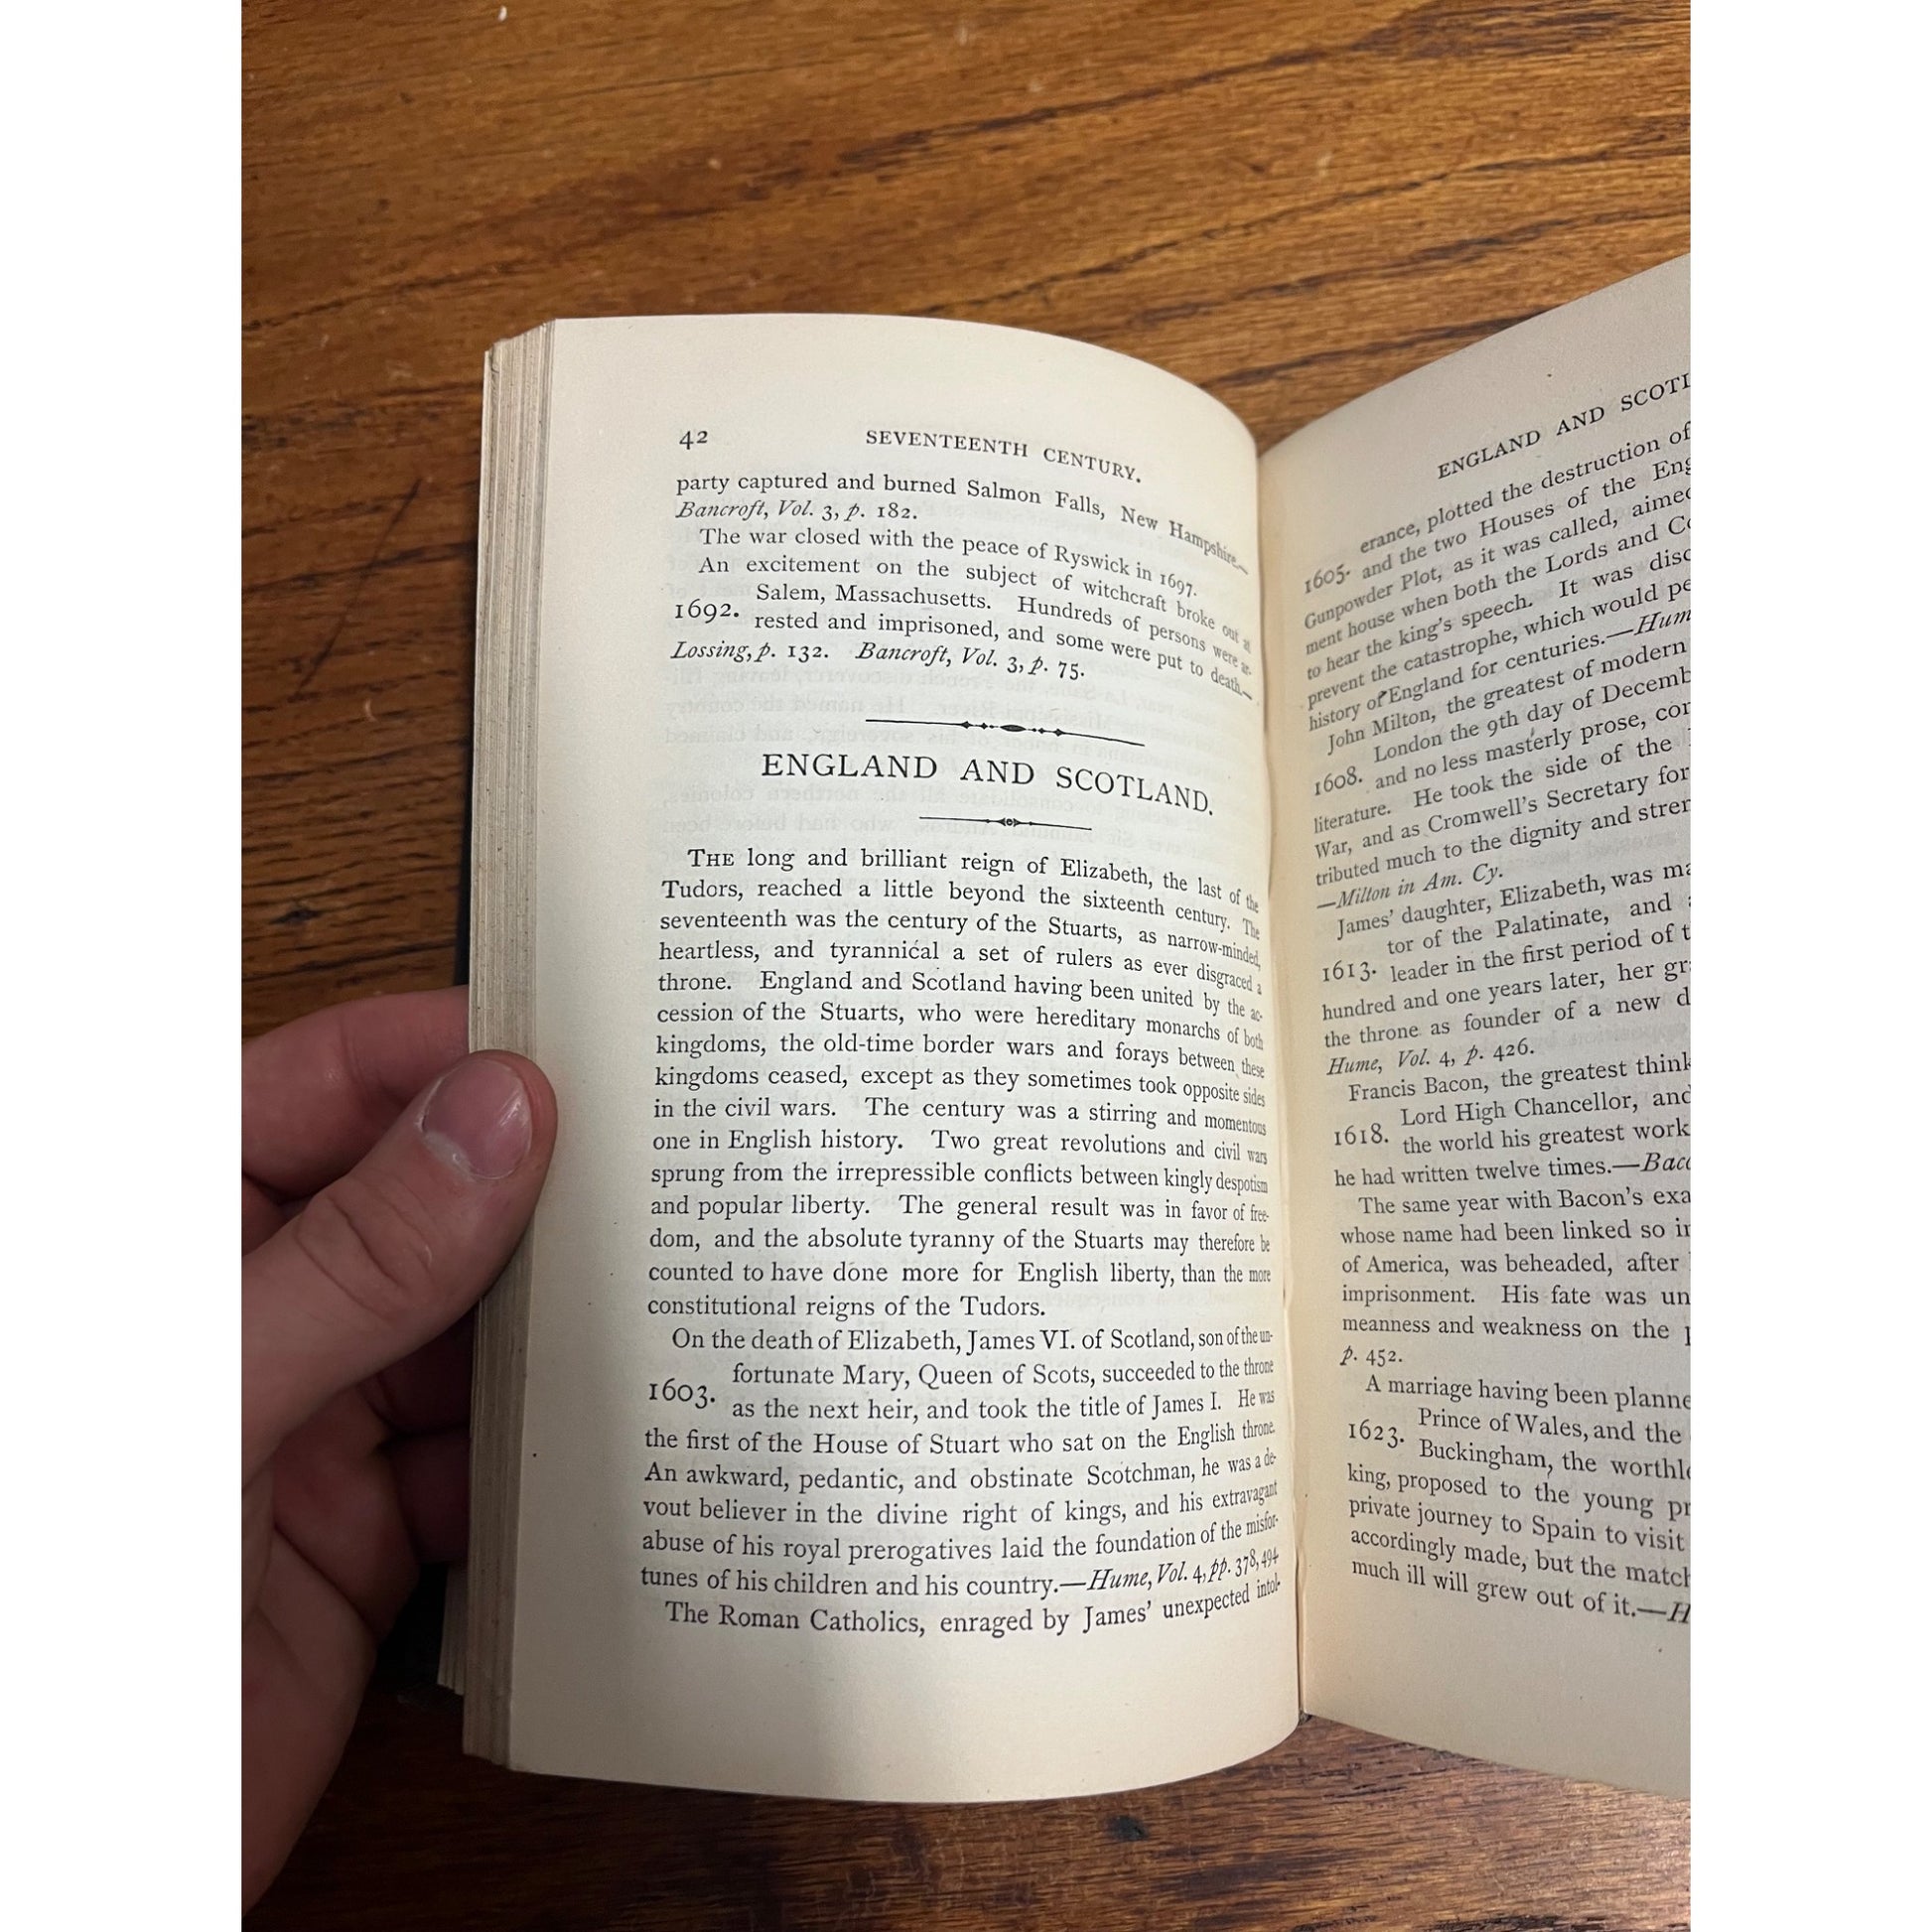 42 SEVENTEENTH CENTURY.
party captured and burned Salmon Falls, New Hampshire.—
Bancroft, Vol. 3, p. 182.
The war closed with the peace of Ryswick in 1697.
An excitement on the subject of witchcraft broke out at
Salem, Massachusetts. Hundreds of persons were ar-
1692.
rested and imprisoned, and some were put to death.—
Lossing, p. 132. Bancroft, Vol. 3, p. 75.
ENGLAND AND SCOTLAND.
THE long and brilliant reign of Elizabeth, the last of the
Tudors, reached a little beyond the sixteenth century. The
seventeenth was the century of the Stuarts, as narrow-minded,
heartless, and tyrannical a set of rulers as ever disgraced a
throne. England and Scotland having been united by the ac-
cession of the Stuarts, who were hereditary monarchs of both
kingdoms, the old-time border wars and forays between these
kingdoms ceased, except as they sometimes took opposite sides
in the civil wars. The century was a stirring and momentous
one in English history. Two great revolutions and civil wars
sprung from the irrepressible conflicts between kingly despotism
and popular liberty. The general result was in favor of free-
dom, and the absolute tyranny of the Stuarts may therefore be
counted to have done more for English liberty, than the more
constitutional reigns of the Tudors.
On the death of Elizabeth, James VI. of Scotland, son of the un-
fortunate Mary, Queen of Scots, succeeded to the throne
1603.
as the next heir, and took the title of James I. He was
the first of the House of Stuart who sat on the English throne.
An awkward, pedantic, and obstinate Scotchman, he was a de-
vout believer in the divine right of kings, and his extravagant
abuse of his royal prerogatives laid the foundation of the misfor-
tunes of his children and his country.—Hume, Vol. 4, pp. 378, 494
The Roman Catholics, enraged by James' unexpected intol-
ENGLAND AND SCOTL
erance, plotted the destruction of
1605. and the two Houses of the Eng
Gunpowder Plot, as it was called, aimed
ment house when both the Lords and Co
to hear the king's speech. It was disc
prevent the catastrophe, which would pe
history of England for centuries.—Hum
John Milton, the greatest of modern
London the 9th day of Decemb
1608. and no less masterly prose, con
literature. He took the side of the
War, and as Cromwell's Secretary for
tributed much to the dignity and stren
—Milton in Am. Cy.
James' daughter, Elizabeth, was ma
tor of the Palatinate, and
1613. leader in the first period of t
hundred and one years later, her gr
the throne as founder of a new d
Hume, Vol. 4, p. 426.
Francis Bacon, the greatest think
Lord High Chancellor, and
1618. the world his greatest work
he had written twelve times.—Baco
The same year with Bacon's exa
whose name had been linked so in
of America, was beheaded, after
imprisonment. His fate was un
meanness and weakness on the p
p. 452.
A marriage having been planne
Prince of Wales, and the
1623. Buckingham, the worthle
king, proposed to the young pr
private journey to Spain to visit
accordingly made, but the match
much ill will grew out of it.—H